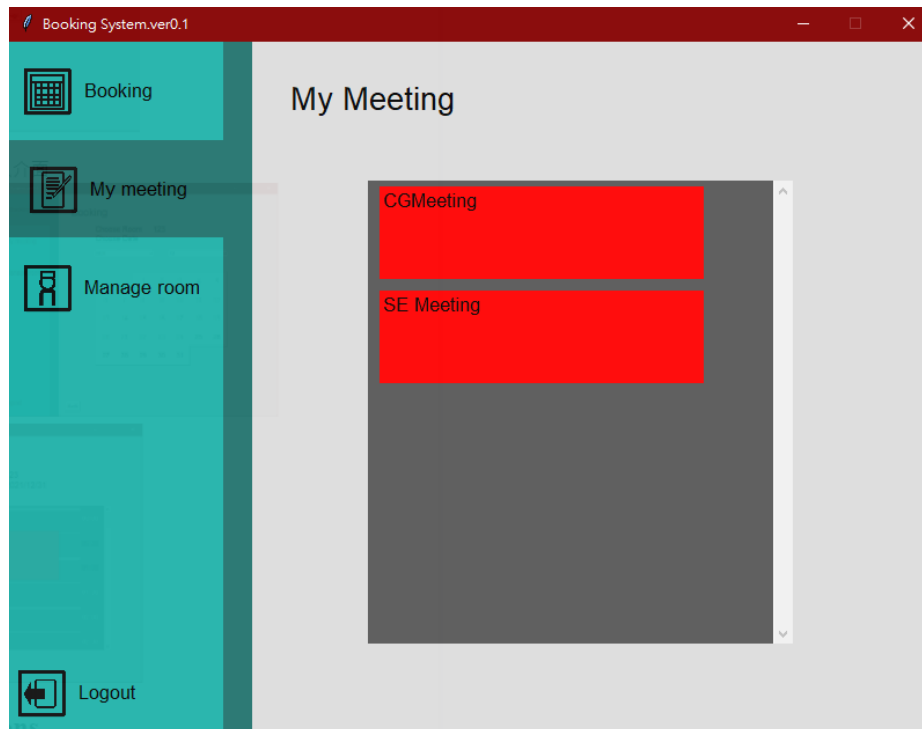 Booking System.ver0.1
Booking
My meeting
Manage room
Logout
My Meeting
CGMeeting
SE Meeting